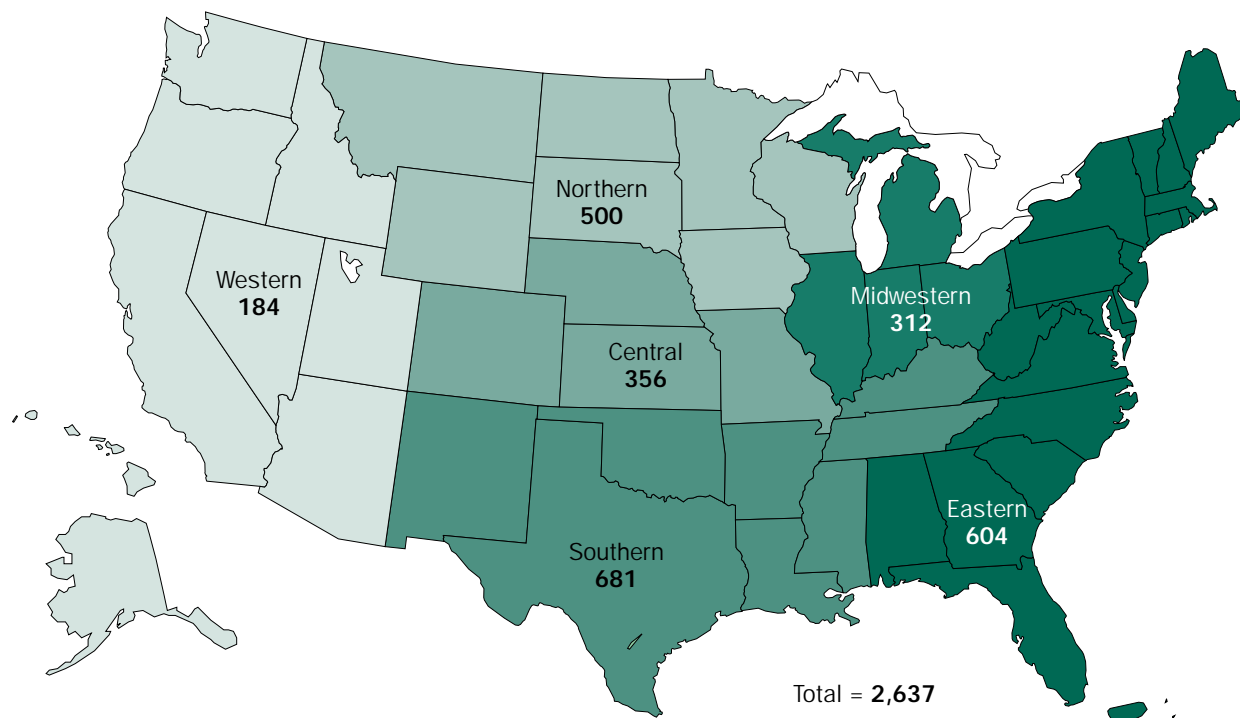 Northern
500
Western
184
Midwestern
312
Central
356
Eastern
604
Southern
681
Total = 2,637